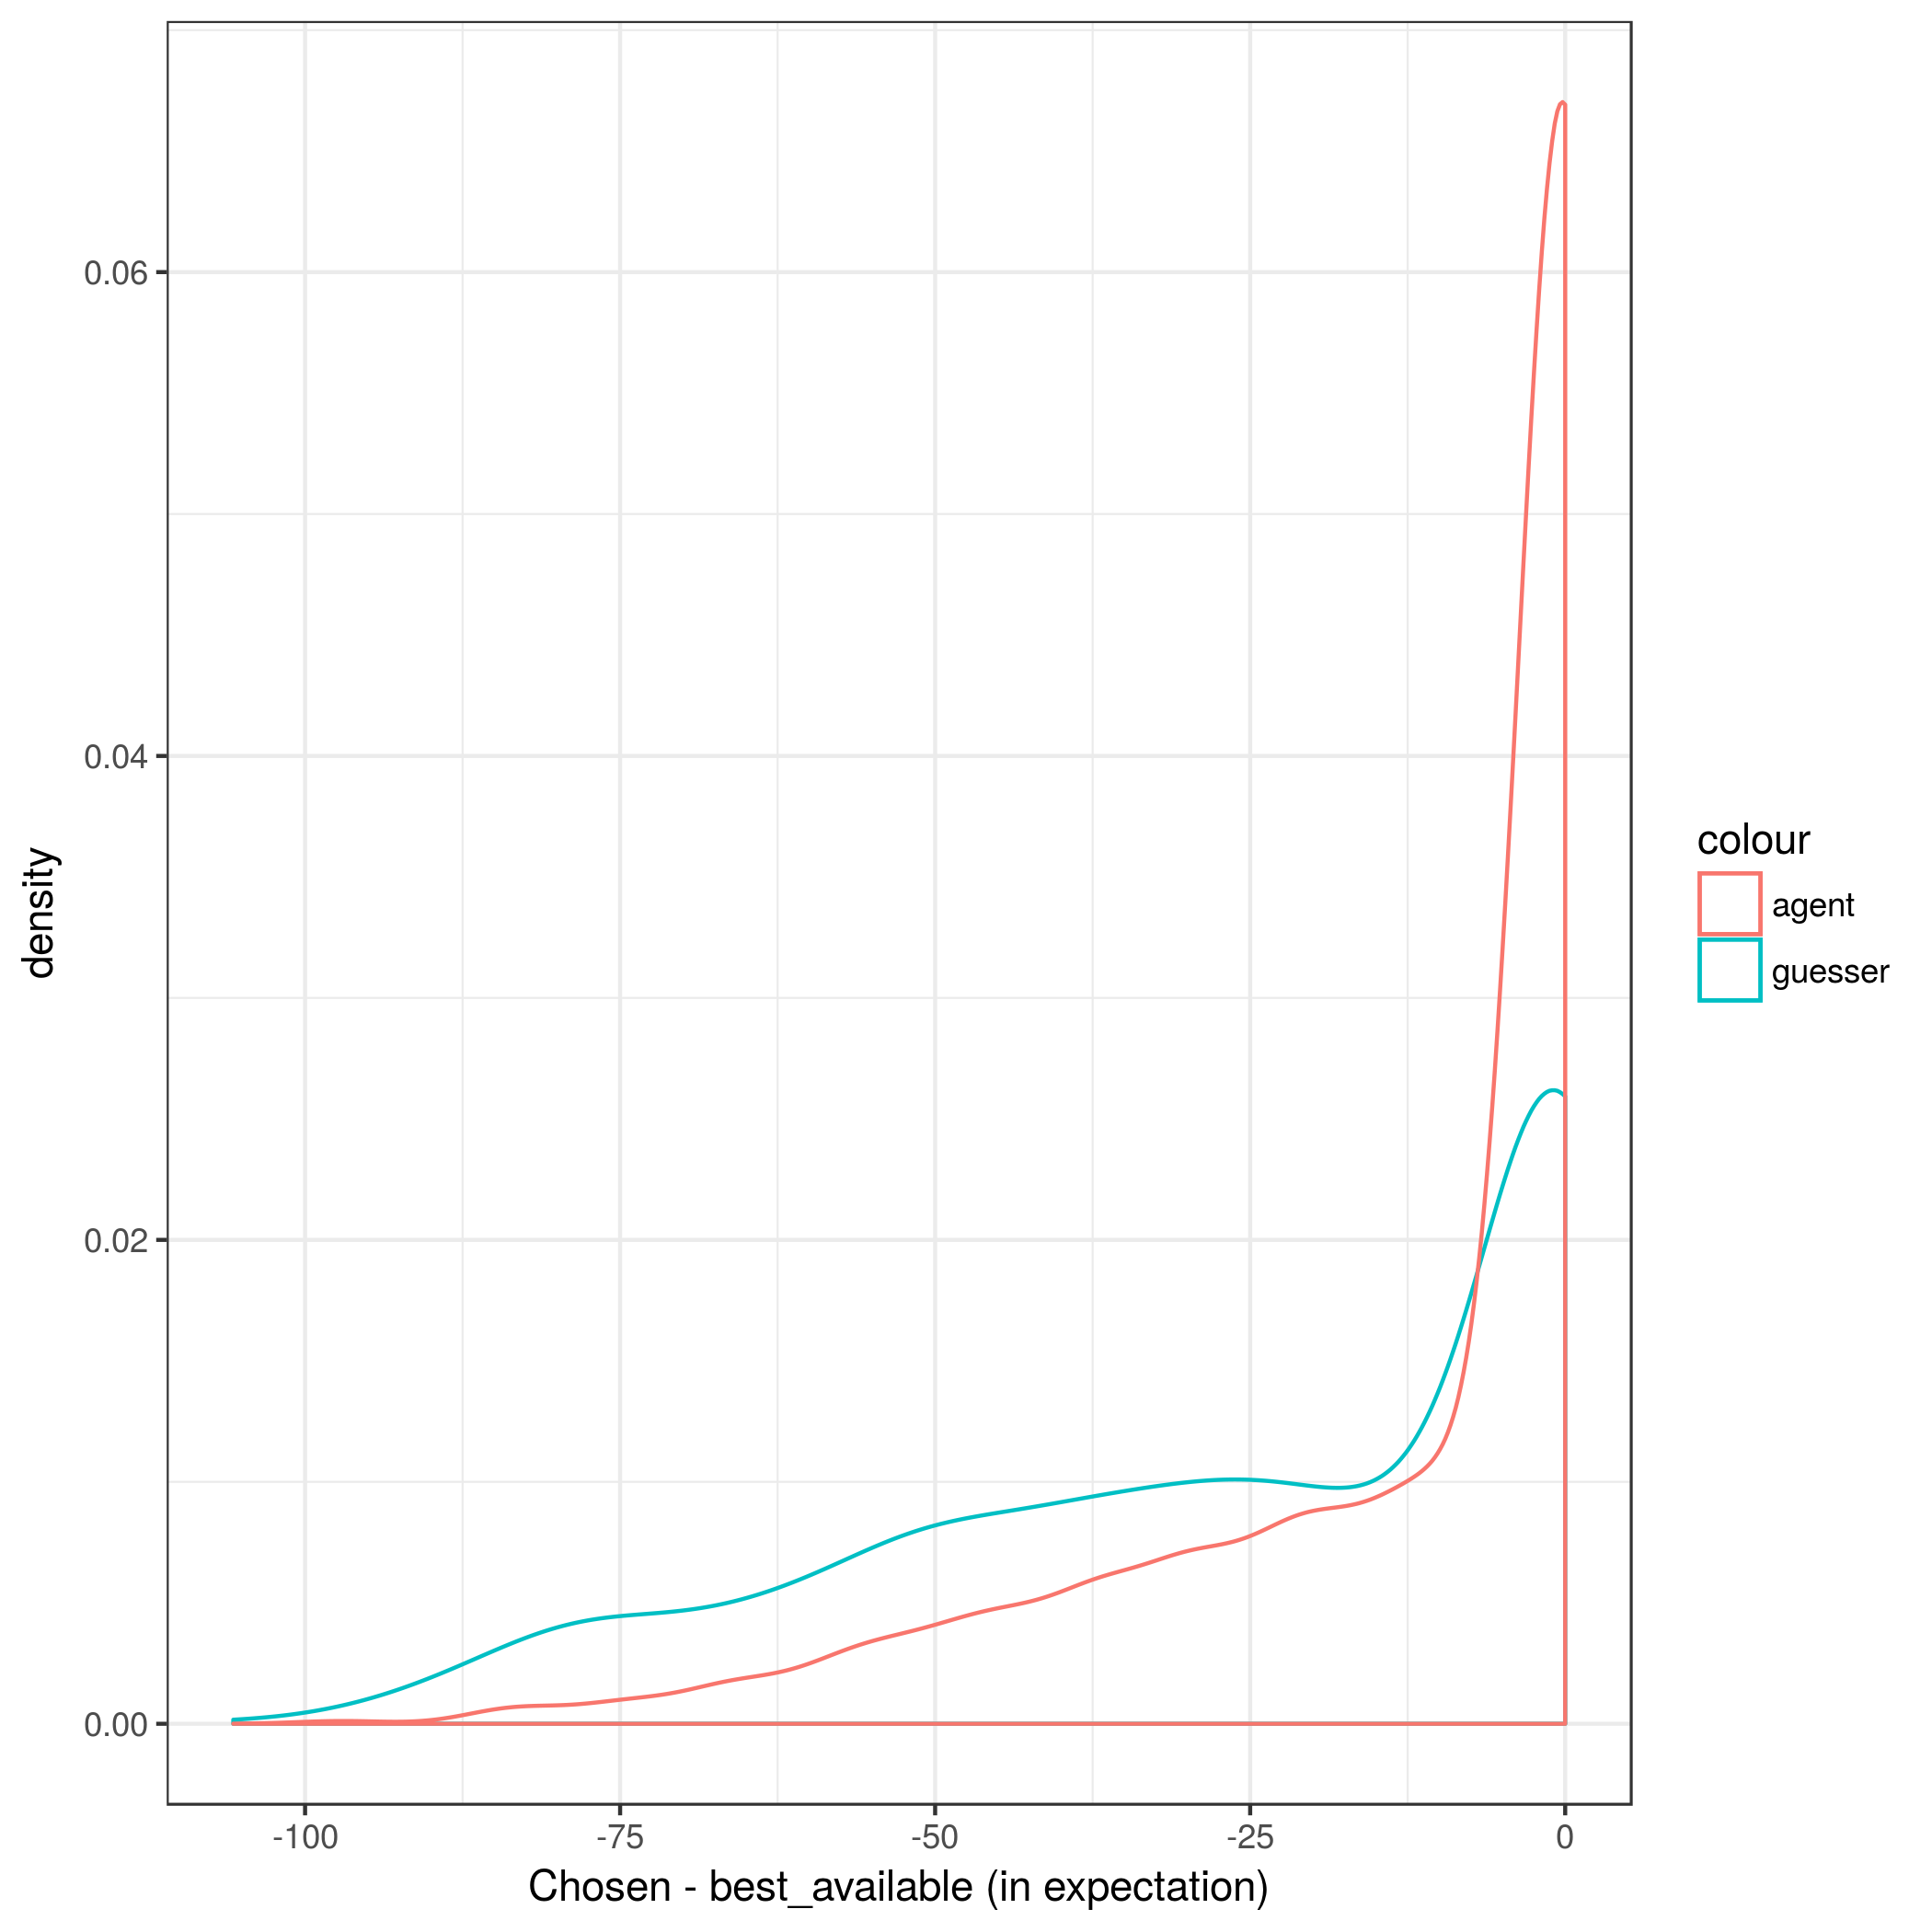 0.06
0.04
0.02
0.00
density
-100 -75 -50 -25 0
Chosen - best_available (in expectation)
colour
agent
guesser